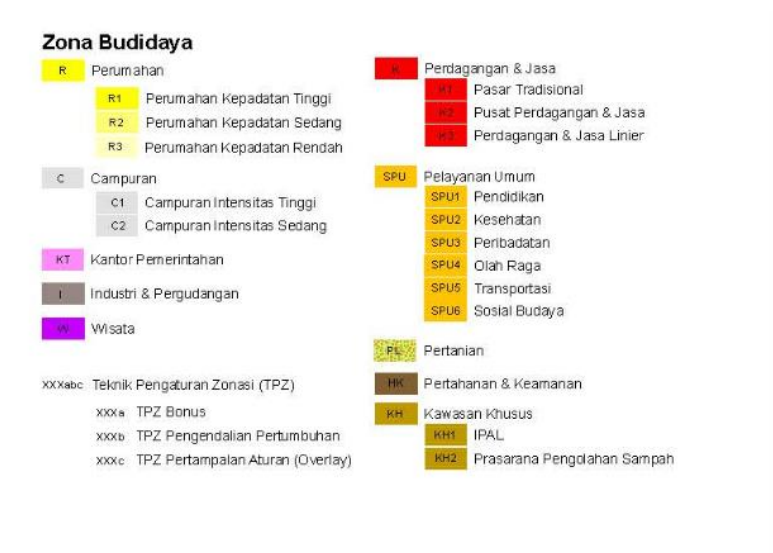 Zona Budidaya
R Perumahan
R1 Perumahan Kepadatan Tinggi
R2 Perumahan Kepadatan Sedang
R3 Perumahan Kepadatan Rendah
C Campuran
C1 Campuran Intensitas Tinggi
C2 Campuran Intensitas Sedang
KT Kantor Pemerintahan
I Industri & Pergudangan
W Wisata
XXXabc Teknik Pengaturan Zonasi (TPZ)
XXXa TPZ Bonus
XXXb TPZ Pengendalian Pertumbuhan
XXXc TPZ Pertampalan Aturan (Overlay)
K Perdagangan & Jasa
K1 Pasar Tradisional
K2 Pusat Perdagangan & Jasa
K3 Perdagangan & Jasa Linier
SPU Pelayanan Umum
SPU1 Pendidikan
SPU2 Kesehatan
SPU3 Peribadatan
SPU4 Olah Raga
SPU5 Transportasi
SPU6 Sosial Budaya
PL Pertanian
HK Pertahanan & Keamanan
KH Kawasan Khusus
KH1 IPAL
KH2 Prasarana Pengolahan Sampah